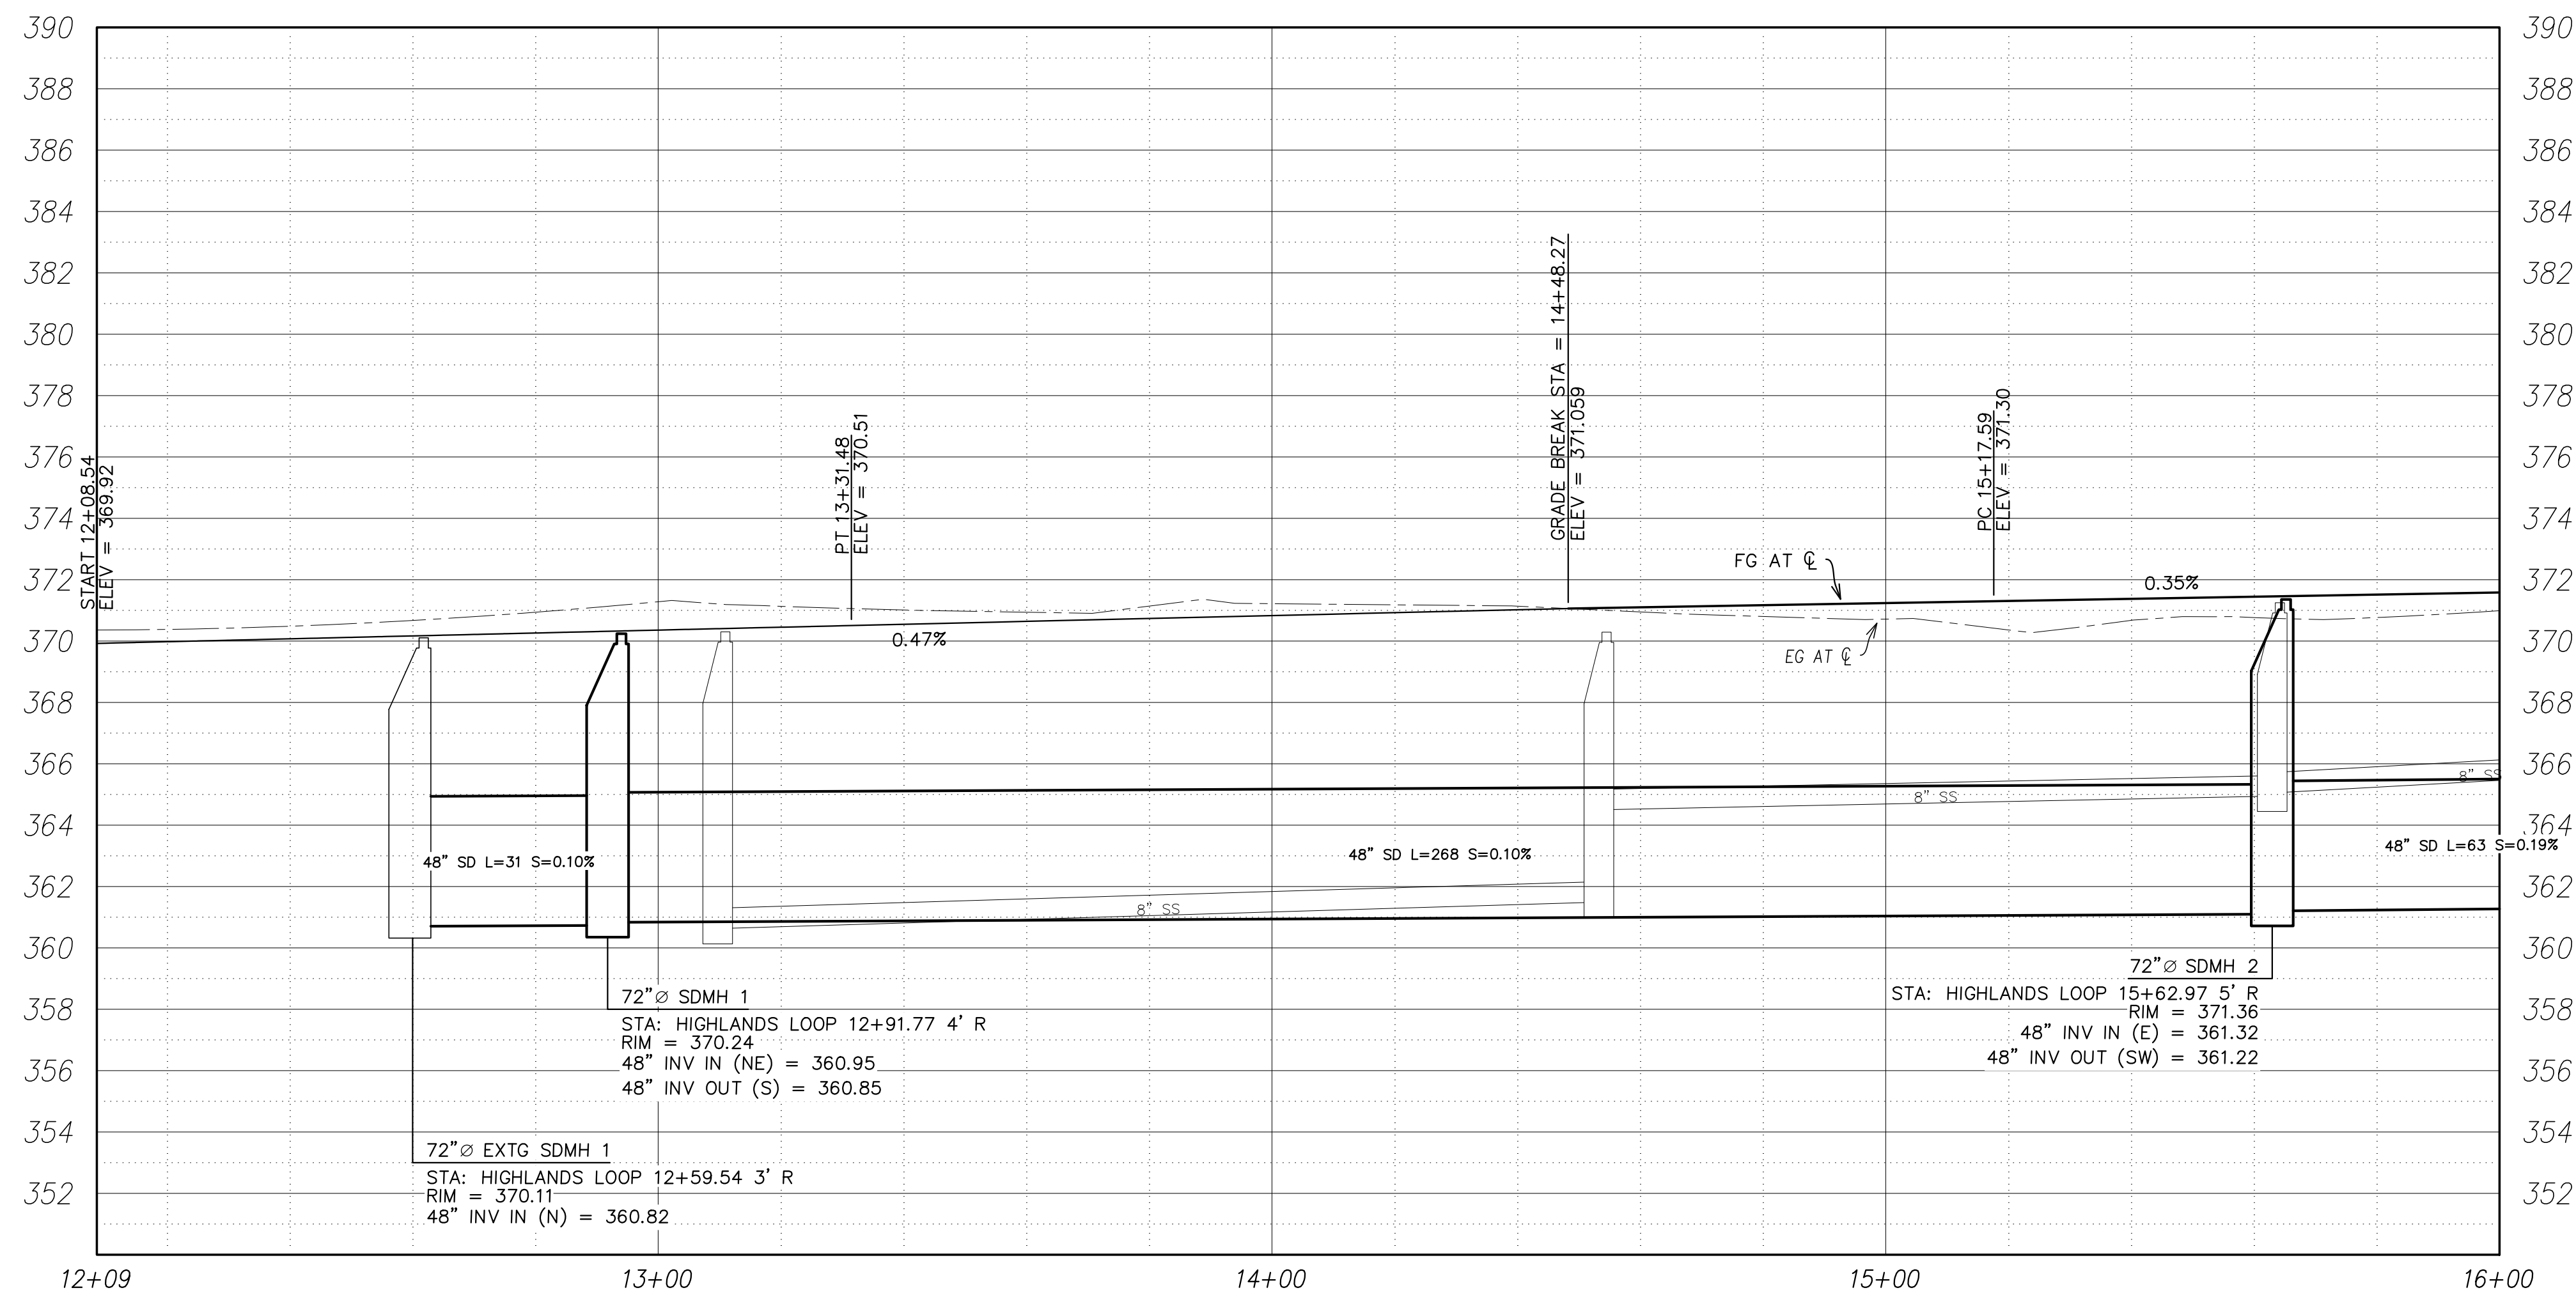 390
390
388
388
386
386
384
384
382
382
380
380
378
378
376
376
374
374
372
372
370
370
368
368
366
366
364
364
362
362
360
360
358
358
356
356
354
354
352
352
START 12+08.54
ELEV = 369.92
PT 13+31.48
ELEV = 370.51
GRADE BREAK STA = 14+48.27
ELEV = 371.059
PC 15+17.59
ELEV = 371.30
FG AT ℄
0.35%
0.47%
EG AT ℄
8" SS
8" SS
8" SS
48" SD L=31 S=0.10%
48" SD L=268 S=0.10%
48" SD L=63 S=0.19%
72"∅ SDMH 1
STA: HIGHLANDS LOOP 12+91.77 4' R
RIM = 370.24
48" INV IN (NE) = 360.95
48" INV OUT (S) = 360.85
72"∅ SDMH 2
STA: HIGHLANDS LOOP 15+62.97 5' R
RIM = 371.36
48" INV IN (E) = 361.32
48" INV OUT (SW) = 361.22
72"∅ EXTG SDMH 1
STA: HIGHLANDS LOOP 12+59.54 3' R
RIM = 370.11
48" INV IN (N) = 360.82
12+09
13+00
14+00
15+00
16+00